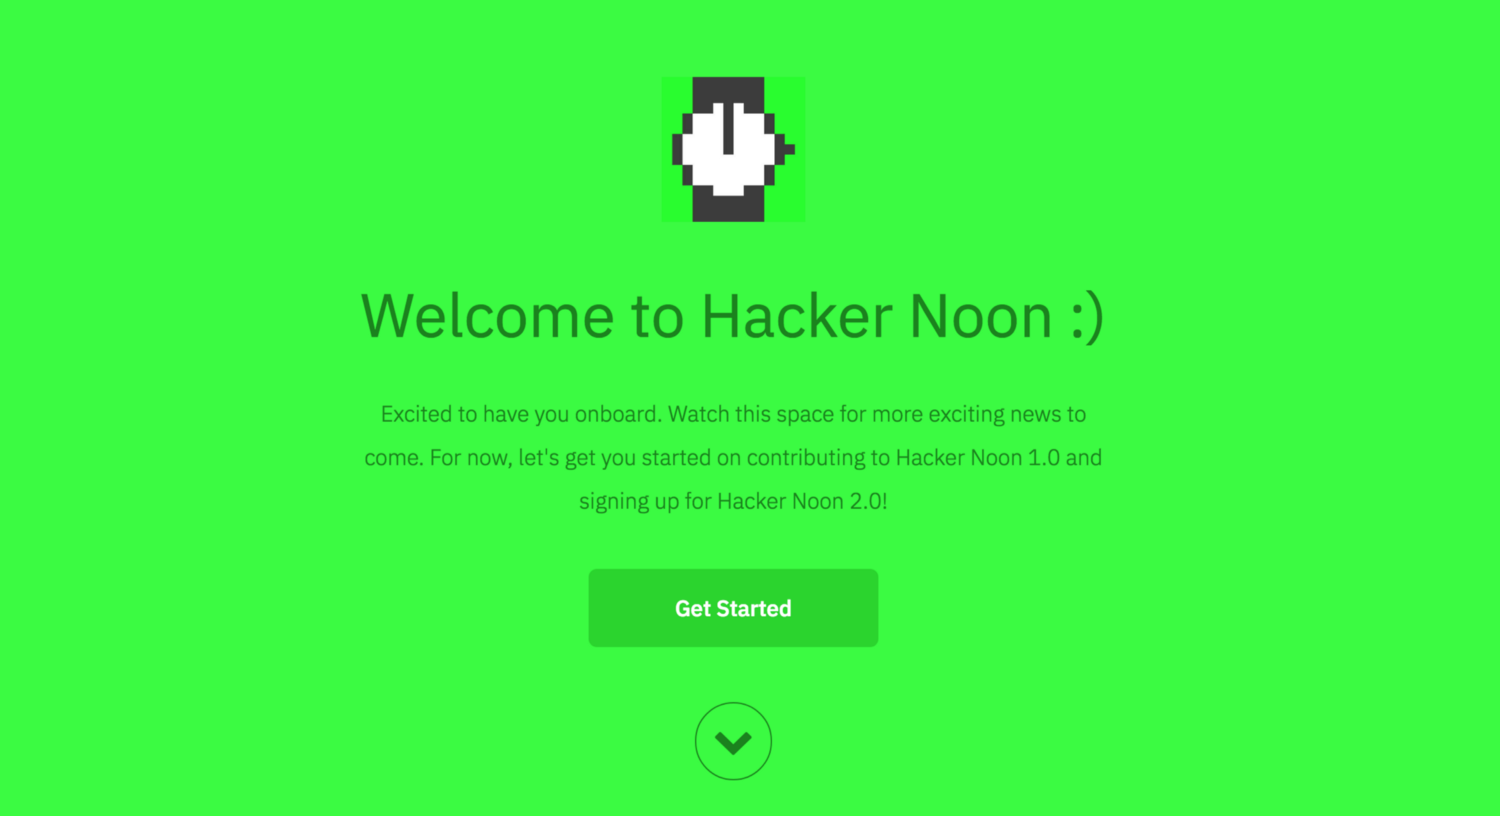 Welcome to Hacker Noon :)
Excited to have you onboard. Watch this space for more exciting news to
come. For now, let's get you started on contributing to Hacker Noon 1.0 and
signing up for Hacker Noon 2.0!
Get Started